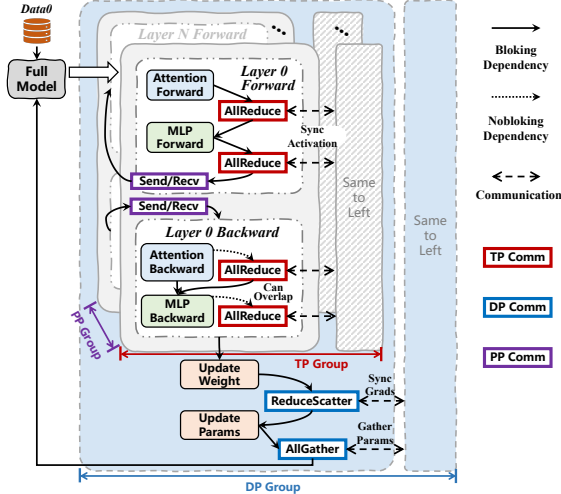 Data0
Full
Model
Layer N Forward
Layer 0
Forward
Attention
Forward
AllReduce
MLP
Forward
AllReduce
Sync
Activation
Send/Recv
Send/Recv
Layer 0 Backward
Attention
Backward
AllReduce
Can
Overlap
MLP
Backward
AllReduce
Same
to
Left
Same
to
Left
PP Group
TP Group
Update
Weight
ReduceScatter
Sync
Grads
Update
Params
AllGather
Gather
Params
DP Group
Bloking
Dependency
Nobloking
Dependency
Communication
TP Comm
DP Comm
PP Comm